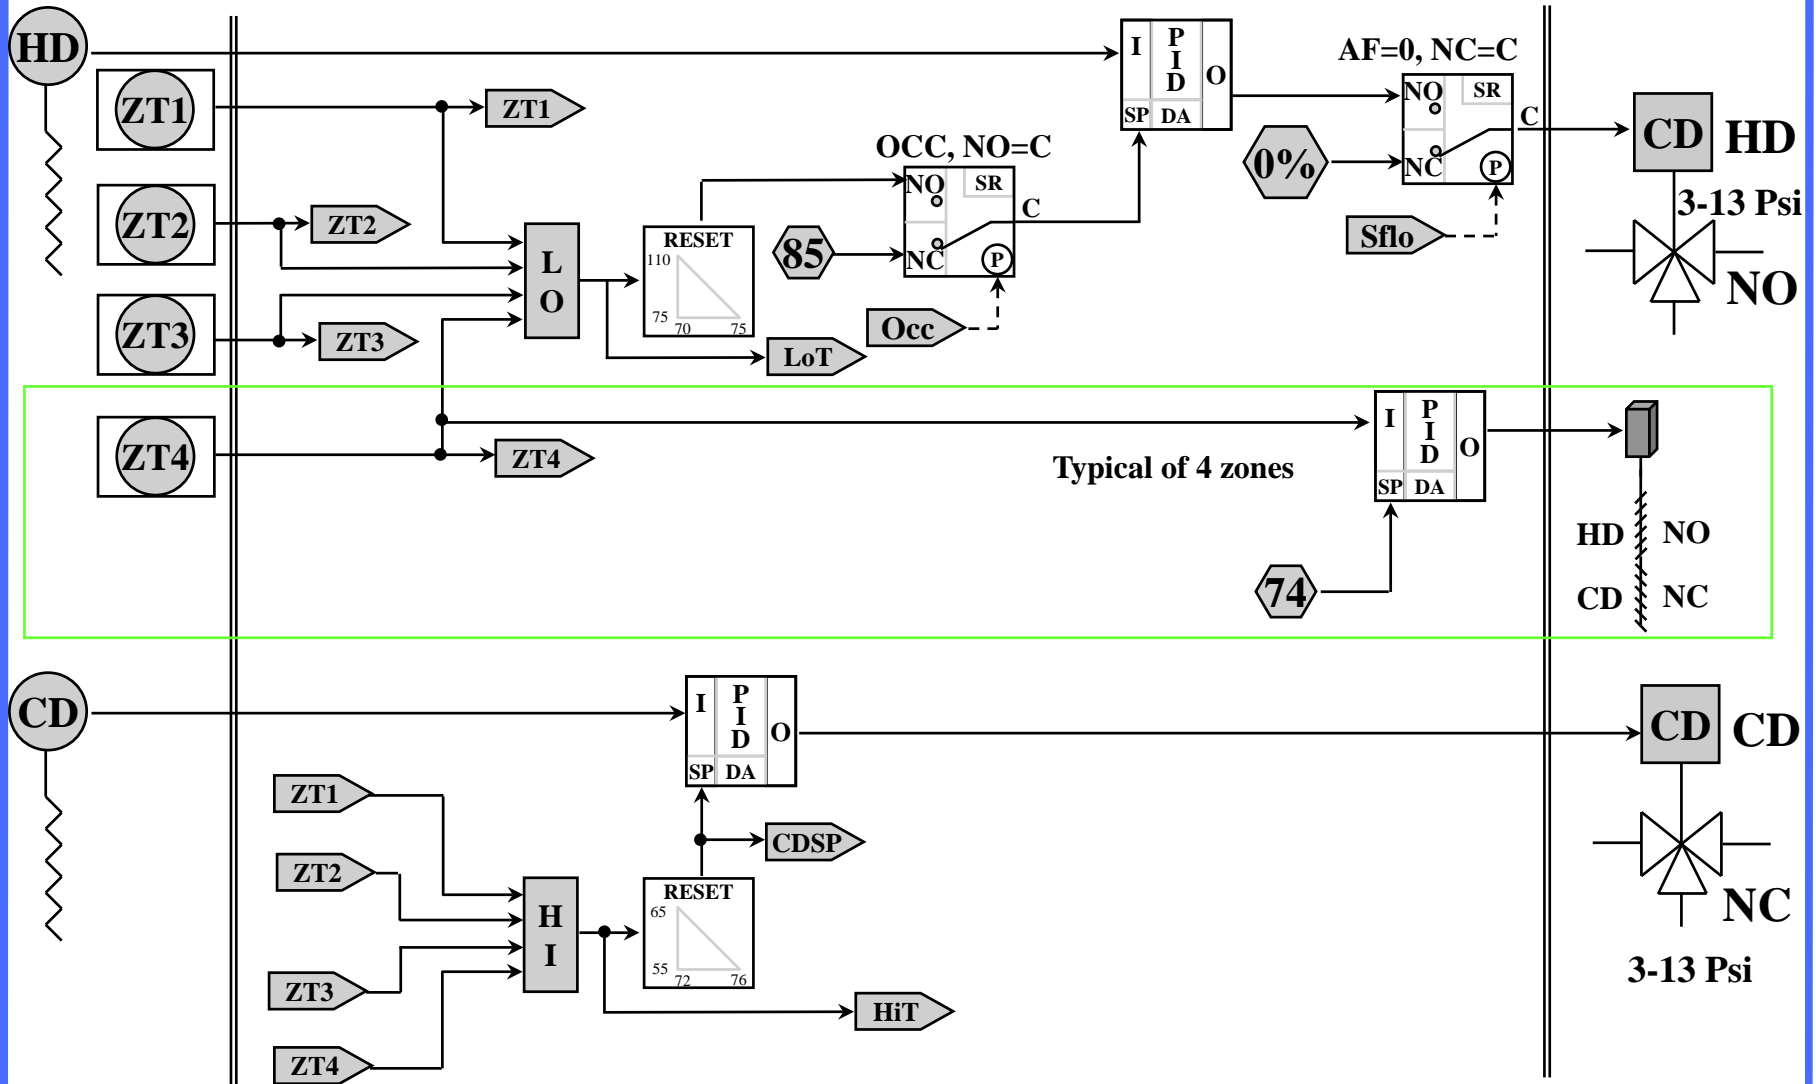 HD
ZT1
ZT1
ZT2
ZT2
ZT3
ZT3
L
O
RESET
110
75
70
75
LoT
OCC, NO=C
NO
SR
NC
P
C
85
Occ
I
P
I
D
O
SP
DA
AF=0, NC=C
NO
SR
NC
P
C
0%
Sflo
CD
HD
3-13 Psi
NO
ZT4
ZT4
Typical of 4 zones
I
P
I
D
O
SP
DA
74
HD
NO
CD
NC
CD
I
P
I
D
O
SP
DA
CDSP
ZT1
ZT2
ZT3
ZT4
H
I
RESET
65
55
72
76
HiT
CD
CD
NC
3-13 Psi